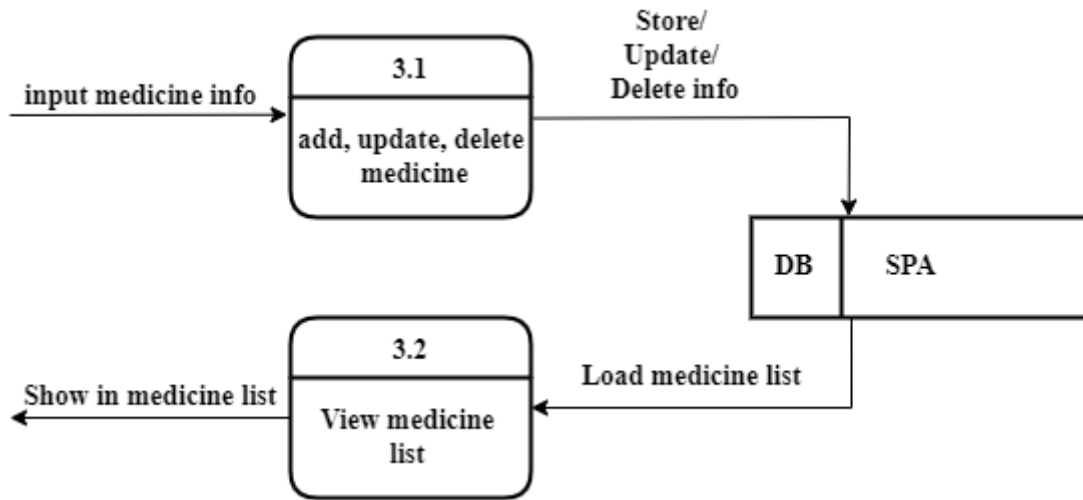 Store/
Update/
Delete info
3.1
input medicine info
add, update, delete
medicine
DB
SPA
3.2
Load medicine list
Show in medicine list
View medicine
list